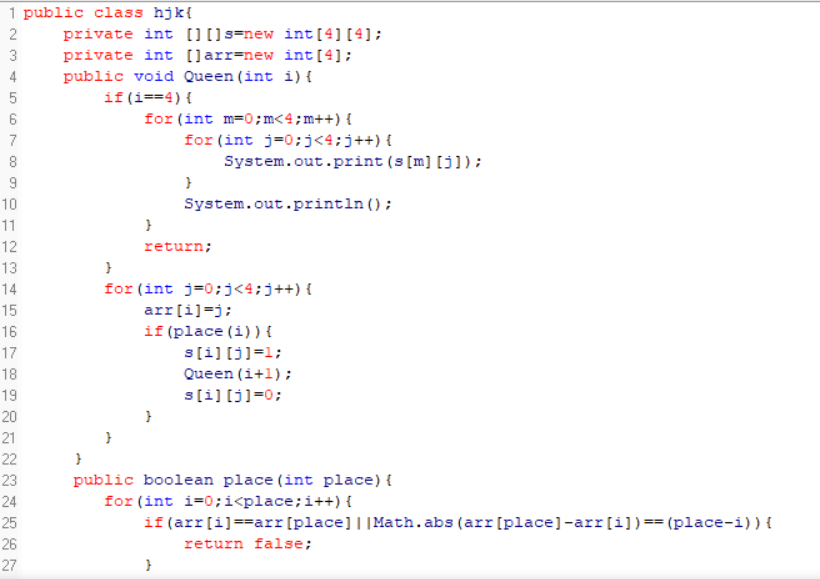 1 public class hjk{
2     private int [][]s=new int[4][4];
3     private int []arr=new int[4];
4     public void Queen(int i){
5         if(i==4){
6             for(int m=0;m<4;m++){
7                 for(int j=0;j<4;j++){
8                     System.out.print(s[m][j]);
9                 }
10                 System.out.println();
11             }
12             return;
13         }
14         for(int j=0;j<4;j++){
15             arr[i]=j;
16             if(place(i)){
17                 s[i][j]=1;
18                 Queen(i+1);
19                 s[i][j]=0;
20             }
21         }
22      }
23      public boolean place(int place){
24         for(int i=0;i<place;i++){
25             if(arr[i]==arr[place]||Math.abs(arr[place]-arr[i])==(place-i)){
26                 return false;
27             }